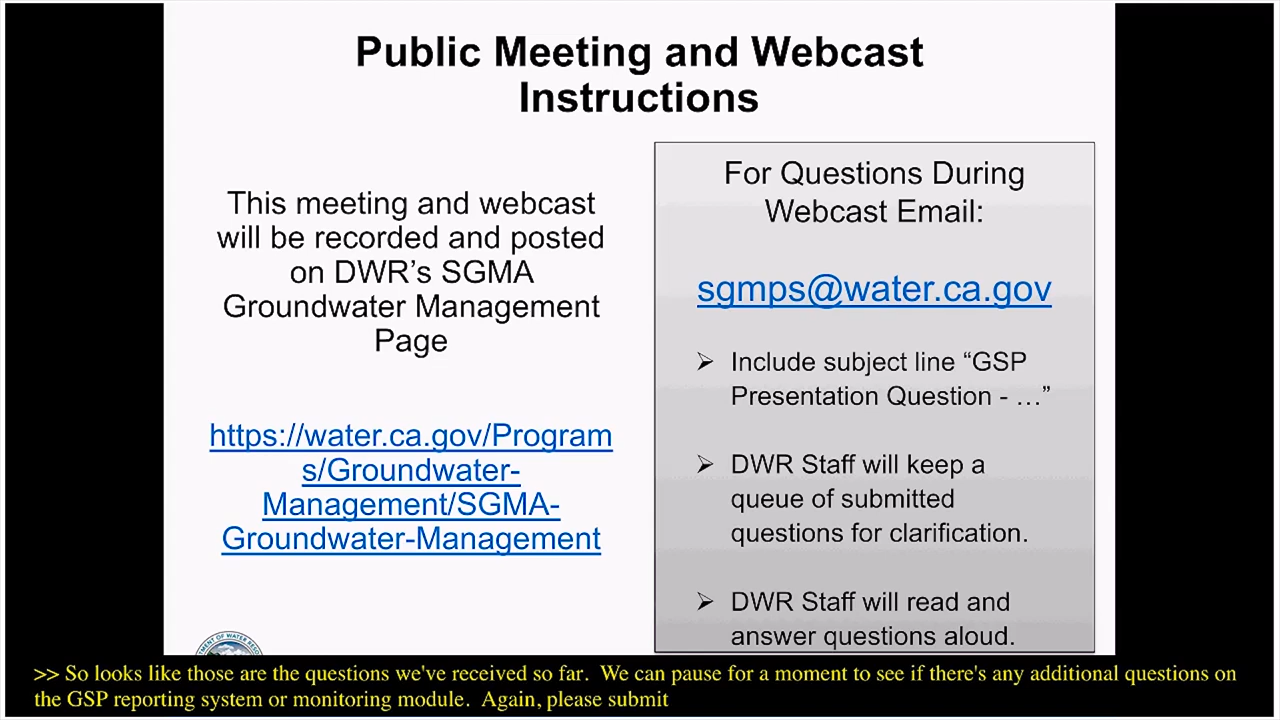 Public Meeting and Webcast
Instructions
This meeting and webcast
will be recorded and posted
on DWR’s SGMA
Groundwater Management
Page
https://water.ca.gov/Program
s/Groundwater-
Management/SGMA-
Groundwater-Management
For Questions During
Webcast Email:
sgmps@water.ca.gov
➢ Include subject line “GSP
Presentation Question - …”
➢ DWR Staff will keep a
queue of submitted
questions for clarification.
➢ DWR Staff will read and
answer questions aloud.
>> So looks like those are the questions we've received so far.  We can pause for a moment to see if there's any additional questions on
the GSP reporting system or monitoring module.  Again, please submit